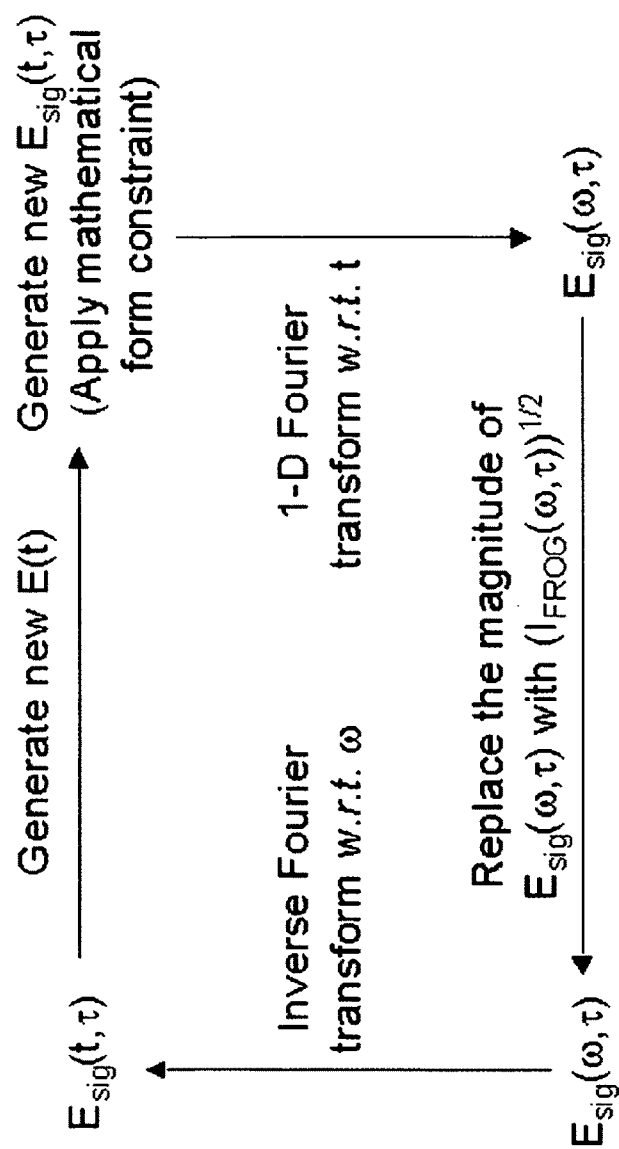 Generate new E(t)
Generate new E_sig(t,τ)
(Apply mathematical
form constraint)
E_sig(t,τ)
Inverse Fourier
transform w.r.t. ω
1-D Fourier
transform w.r.t. t
Replace the magnitude of
E_sig(ω,τ) with (I_FROG(ω,τ))^1/2
E_sig(ω,τ)
E_sig(ω,τ)